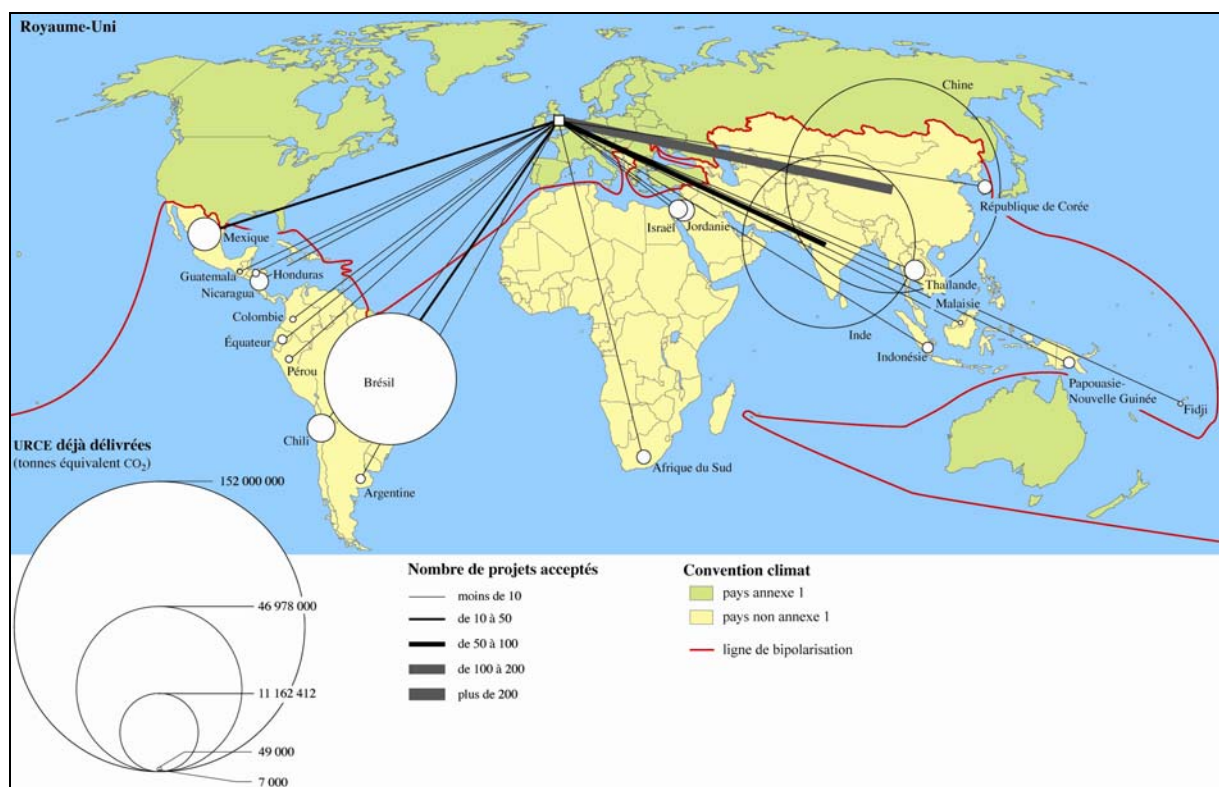 Royaume-Uni
Chine
République de Corée
Mexique
Israël
Jordanie
Guatemala
Honduras
Nicaragua
Thaïlande
Malaisie
Colombie
Équateur
Inde
Indonésie
Pérou
Brésil
Papouasie-
Nouvelle Guinée
Fidji
Chili
Afrique du Sud
Argentine
URCE déjà délivrées
(tonnes équivalent CO2)
152 000 000
46 978 000
11 162 412
49 000
7 000
Nombre de projets acceptés
moins de 10
de 10 à 50
de 50 à 100
de 100 à 200
plus de 200
Convention climat
pays annexe 1
pays non annexe 1
ligne de bipolarisation